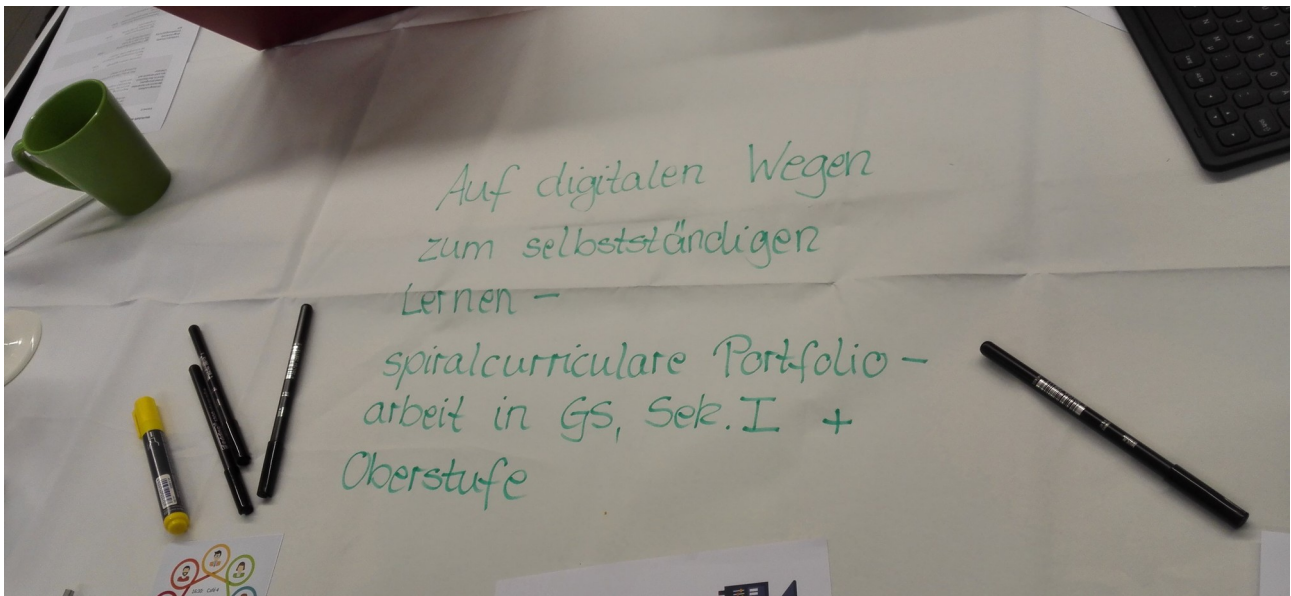 Auf digitalen Wegen
zum selbstständigen
Lernen –
spiralcurriculare Portfolio –
arbeit in GS, Sek. I +
Oberstufe